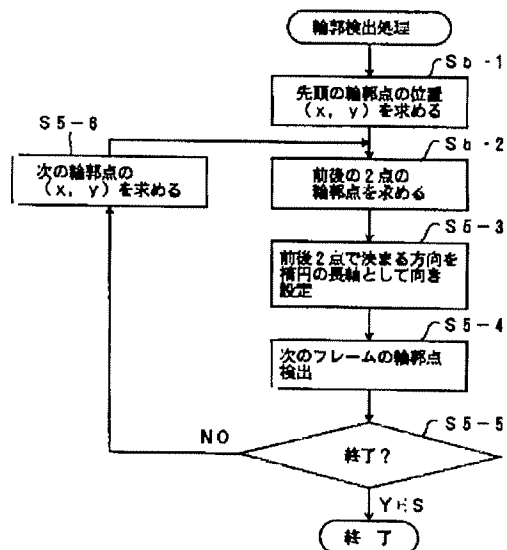 輪郭検出処理
S5-1
先頭の輪郭点の位置
(x, y)を求める
S5-2
前後の2点の
輪郭点を求める
S5-3
前後2点で決まる方向を
楕円の長軸として向き
設定
S5-4
次のフレームの輪郭点
検出
S5-5
終了?
NO
YES
終了
S5-6
次の輪郭点の
(x, y)を求める